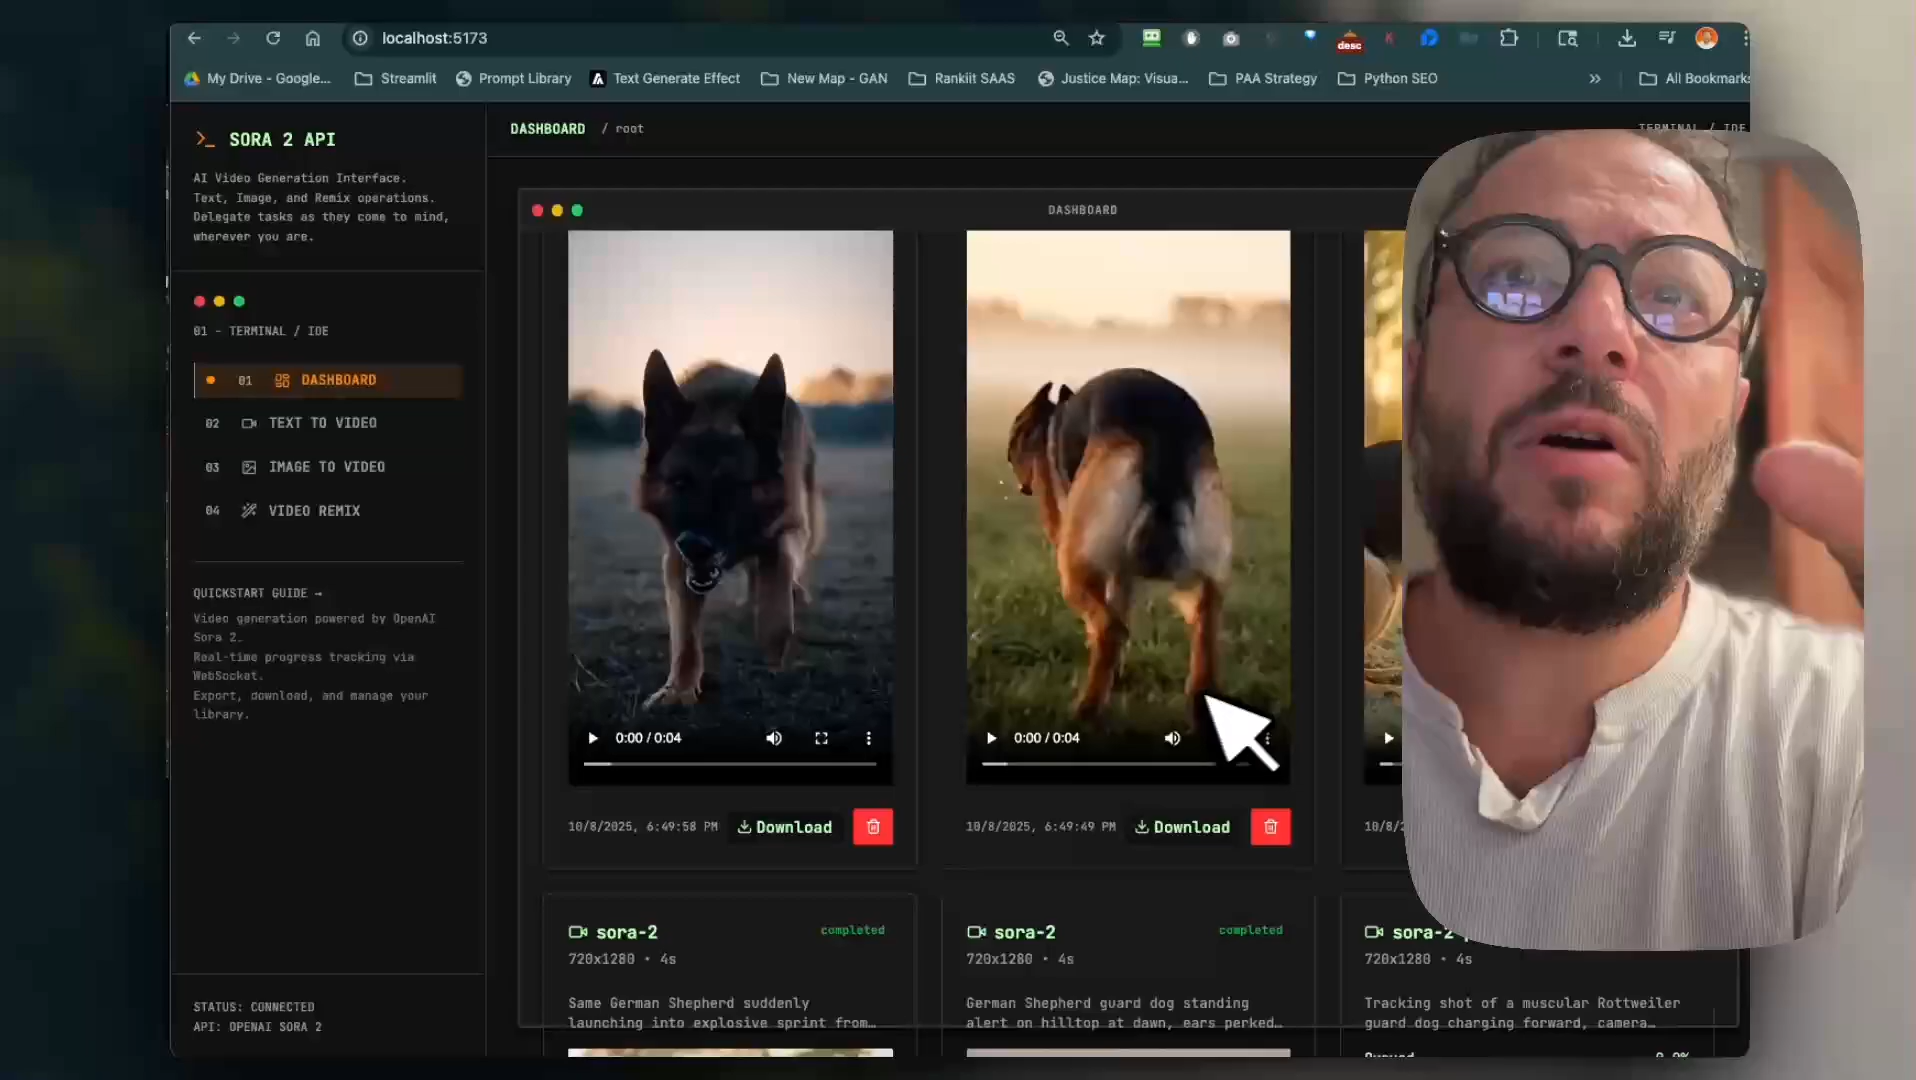 localhost:5173
desc
My Drive - Google...
Streamlit
Prompt Library
Text Generate Effect
New Map - GAN
Rankiit SAAS
Justice Map: Visua...
PAA Strategy
Python SEO
»
All Bookmarks
>_ SORA 2 API
AI Video Generation Interface.
Text, Image, and Remix operations.
Delegate tasks as they come to mind,
wherever you are.
01 - TERMINAL / IDE
01 DASHBOARD
02 TEXT TO VIDEO
03 IMAGE TO VIDEO
04 VIDEO REMIX
QUICKSTART GUIDE →
Video generation powered by OpenAI
Sora 2.
Real-time progress tracking via
WebSocket.
Export, download, and manage your
library.
STATUS: CONNECTED
API: OPENAI SORA 2
DASHBOARD / root
TERMINAL / IDE
DASHBOARD
0:00 / 0:04
0:00 / 0:04
10/8/2025, 6:49:58 PM
Download
10/8/2025, 6:49:49 PM
Download
10/8/
sora-2
completed
720x1280 • 4s
Same German Shepherd suddenly
launching into explosive sprint from…
sora-2
completed
720x1280 • 4s
German Shepherd guard dog standing
alert on hilltop at dawn, ears perked…
sora-2
720x1280 • 4s
Tracking shot of a muscular Rottweiler
guard dog charging forward, camera…